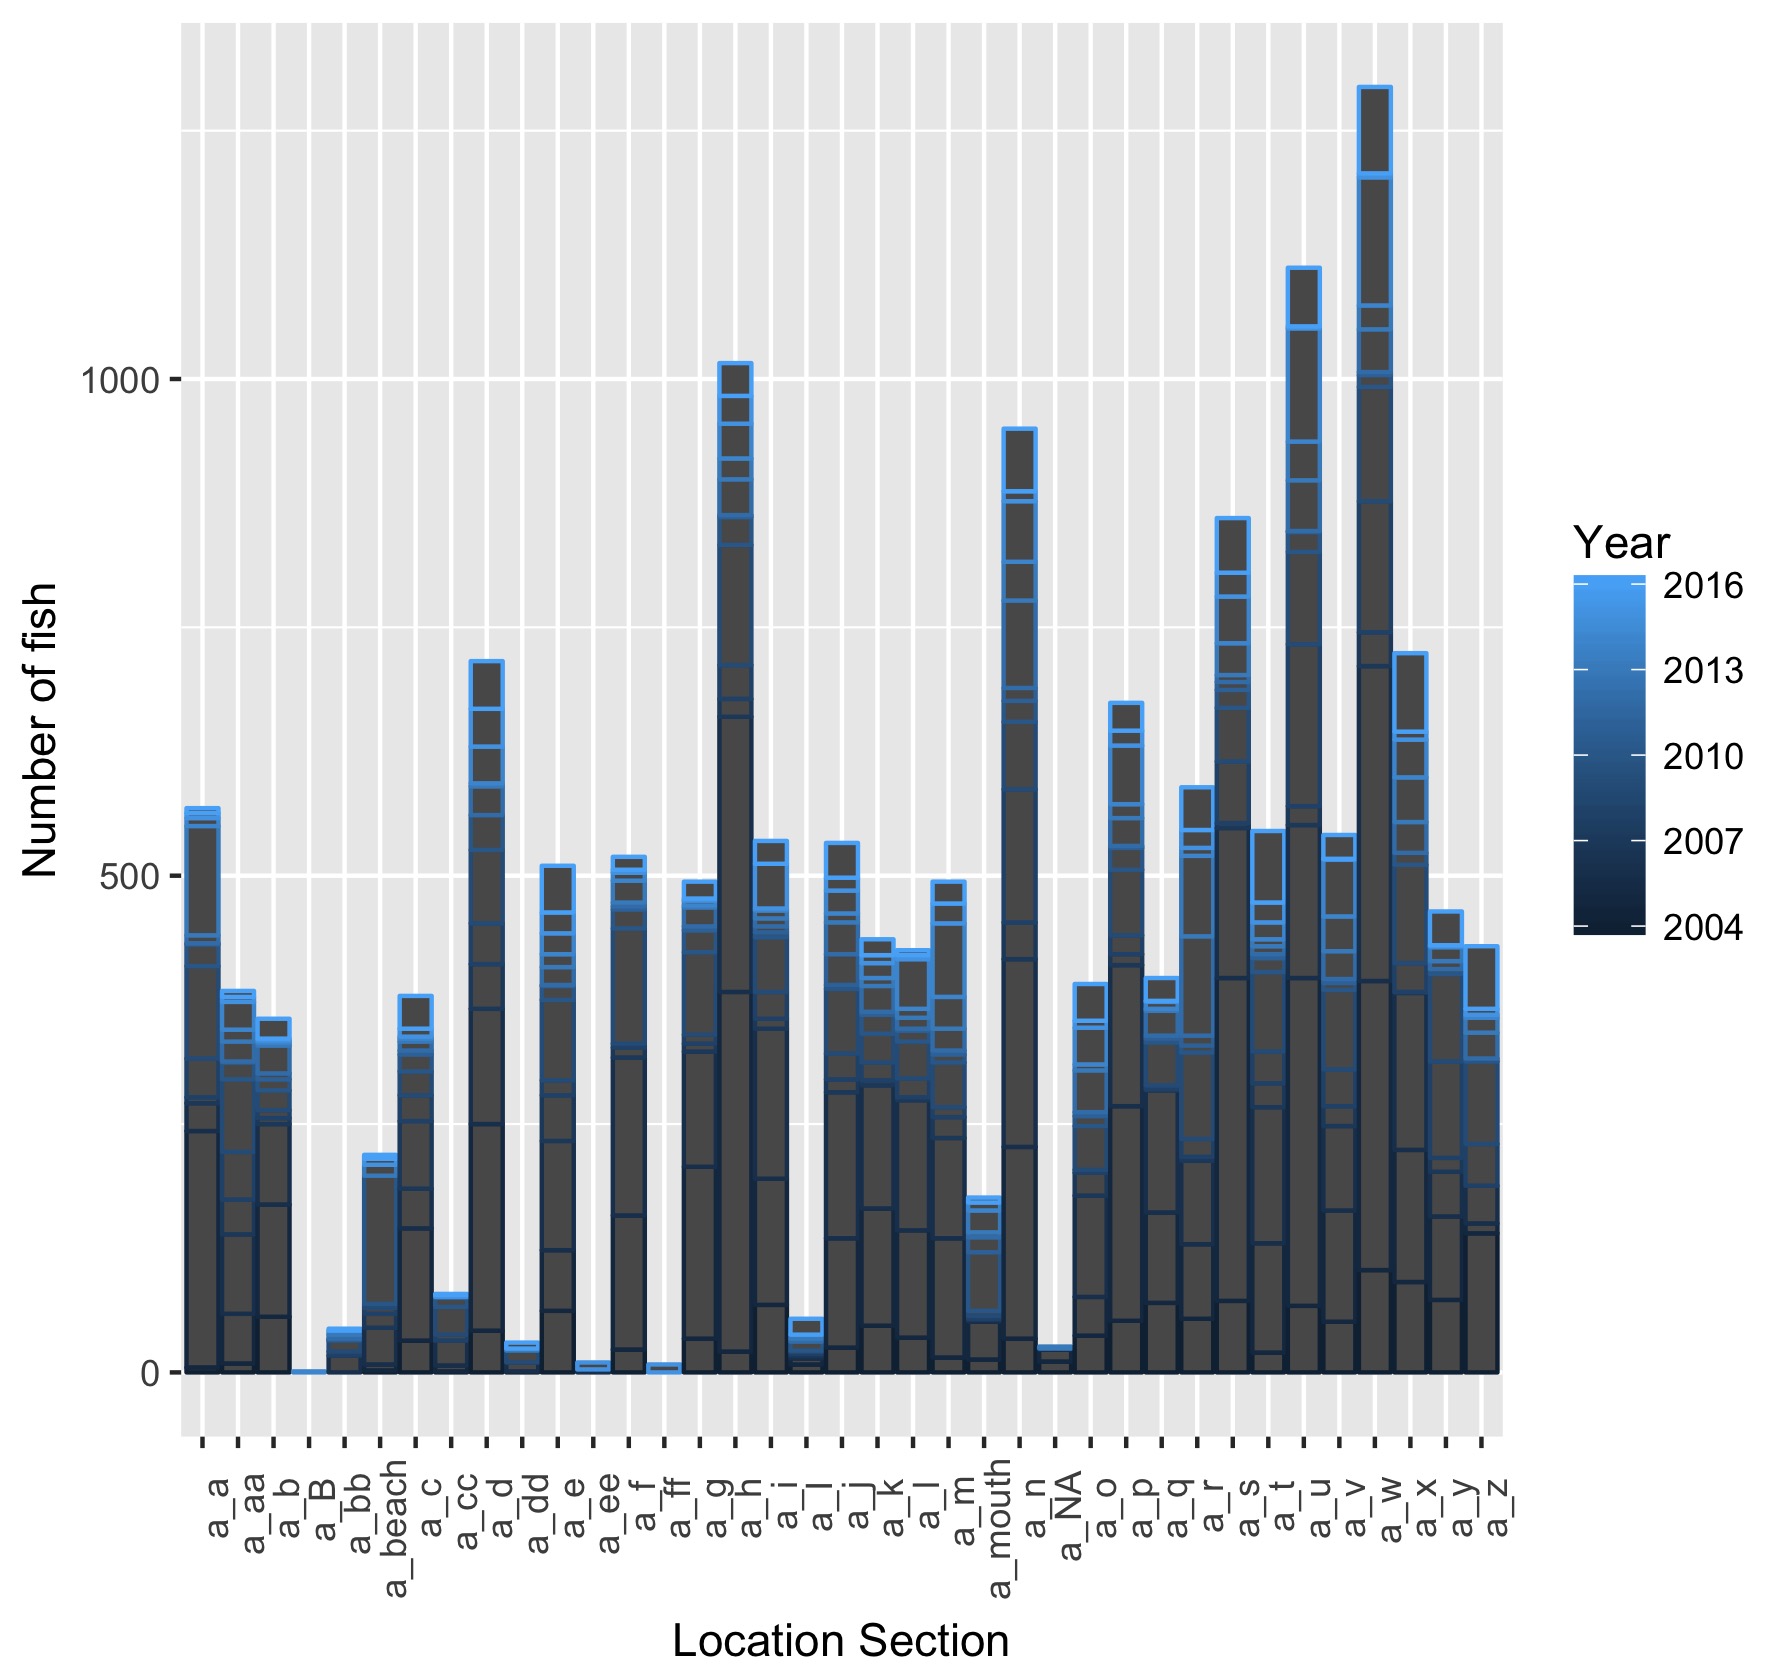 Number of fish
1000
500
0
a_a
a_aa
a_b
a_B
a_bb
a_beach
a_c
a_cc
a_d
a_dd
a_e
a_ee
a_f
a_ff
a_g
a_h
a_i
a_I
a_j
a_k
a_l
a_m
a_mouth
a_n
a_NA
a_o
a_p
a_q
a_r
a_s
a_t
a_u
a_v
a_w
a_x
a_y
a_z
Location Section
Year
2016
2013
2010
2007
2004